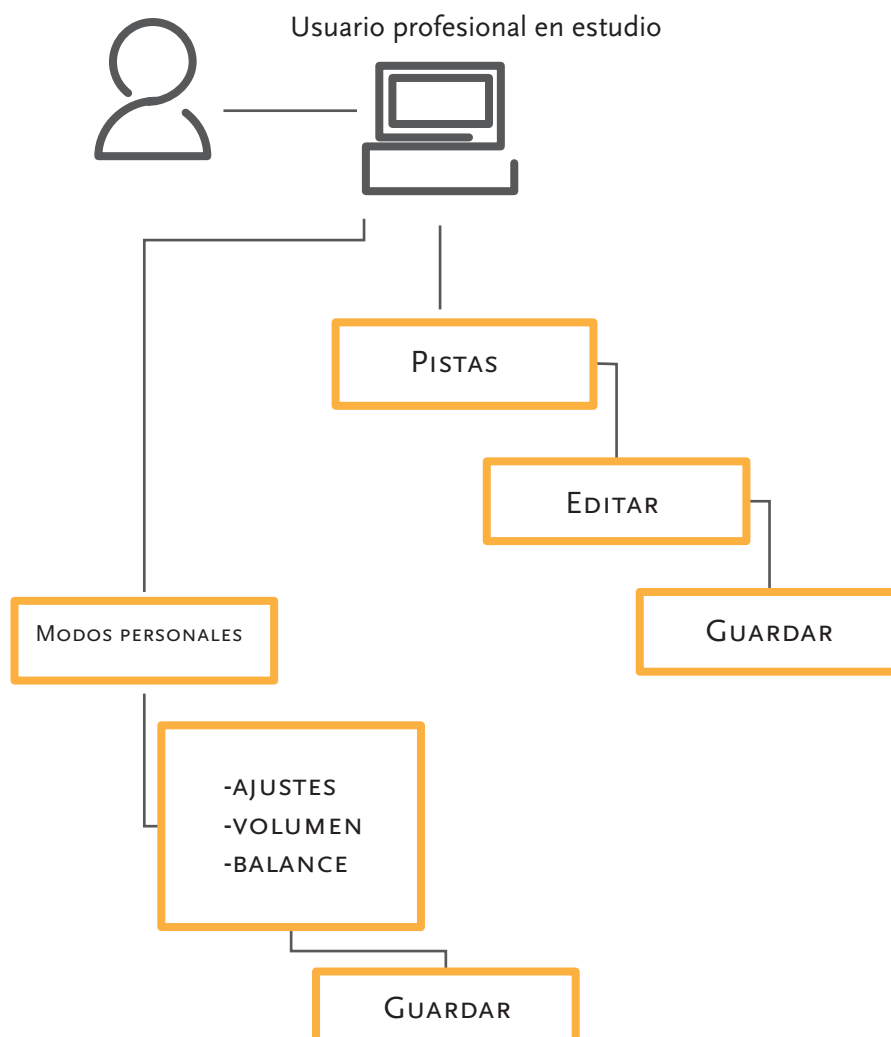 Usuario profesional en estudio
Pistas
Editar
Guardar
Modos personales
-ajustes
-volumen
-balance
Guardar